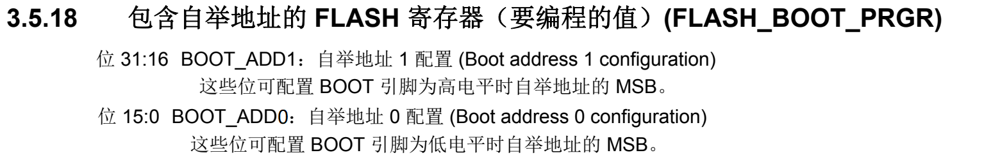 3.5.18 包含自举地址的 FLASH 寄存器（要编程的值）(FLASH_BOOT_PRGR)
位 31:16 BOOT_ADD1：自举地址 1 配置 (Boot address 1 configuration)
这些位可配置 BOOT 引脚为高电平时自举地址的 MSB。
位 15:0 BOOT_ADD0：自举地址 0 配置 (Boot address 0 configuration)
这些位可配置 BOOT 引脚为低电平时自举地址的 MSB。